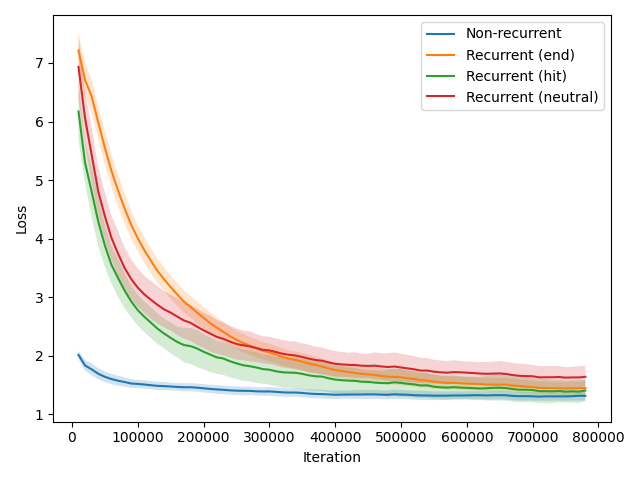 Non-recurrent
Recurrent (end)
Recurrent (hit)
Recurrent (neutral)
Loss
7
6
5
4
3
2
1
0 100000 200000 300000 400000 500000 600000 700000 800000
Iteration